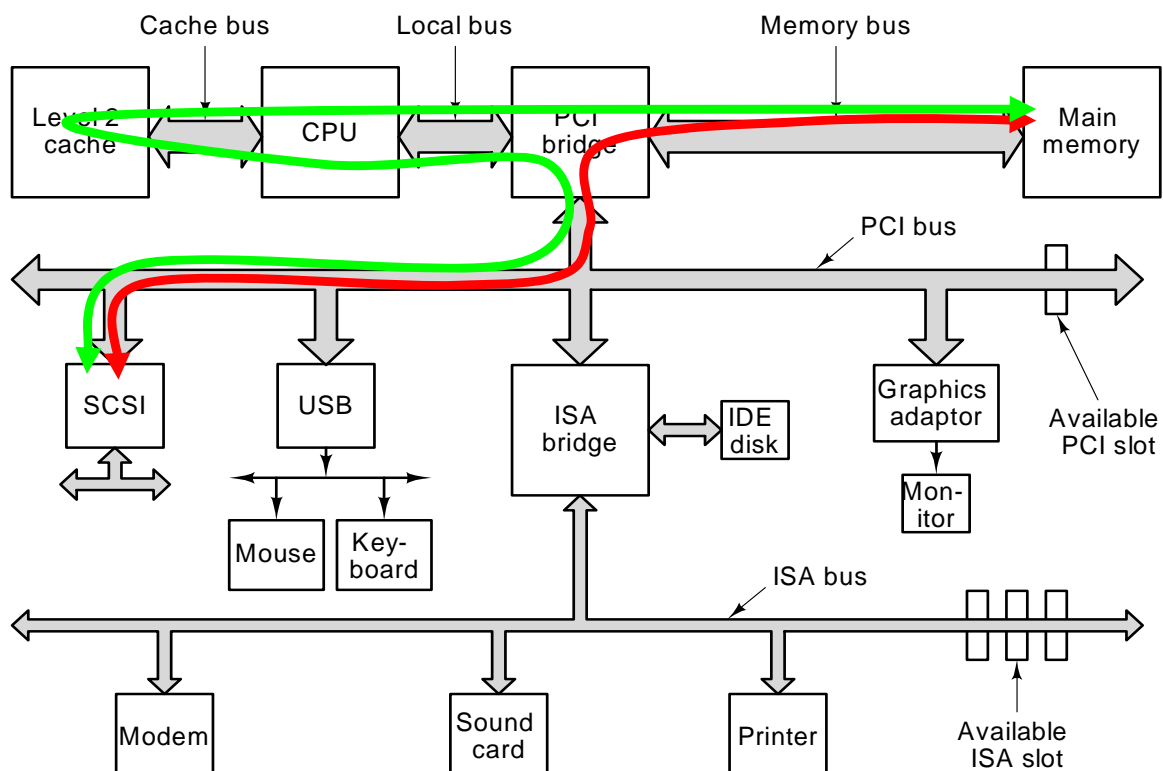 Cache bus
Local bus
Memory bus
Level 2
cache
CPU
PCI
bridge
Main
memory
PCI bus
SCSI
USB
ISA
bridge
IDE
disk
Graphics
adaptor
Available
PCI slot
Mon-
itor
Mouse
Key-
board
ISA bus
Modem
Sound
card
Printer
Available
ISA slot